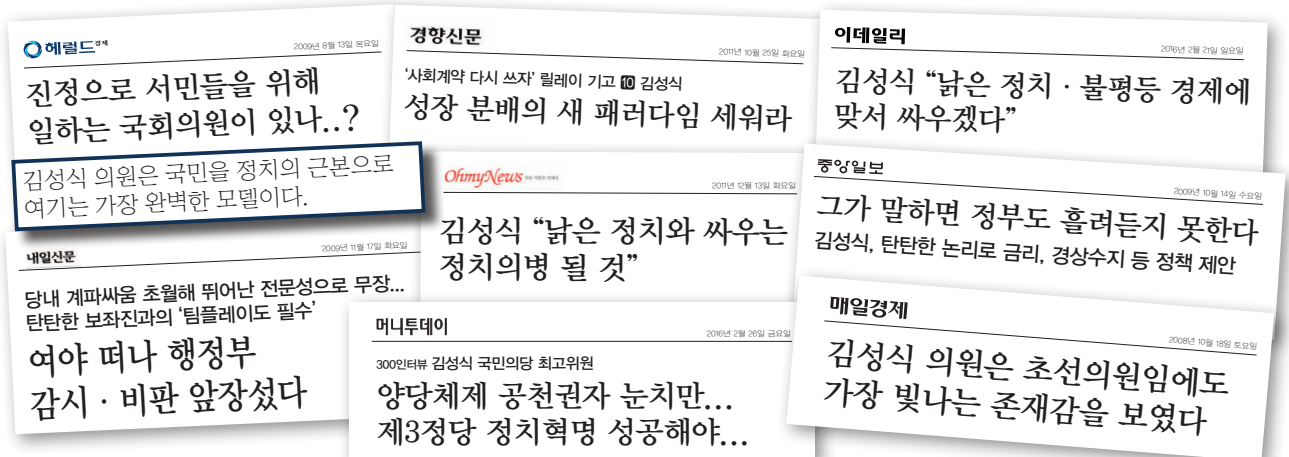 헤럴드경제
2009년 8월 13일 목요일
진정으로 서민들을 위해
일하는 국회의원이 있나..?
김성식 의원은 국민을 정치의 근본으로
여기는 가장 완벽한 모델이다.
내일신문
2009년 11월 17일 화요일
당내 계파싸움 초월해 뛰어난 전문성으로 무장...
탄탄한 보좌진과의 ‘팀플레이도 필수’
여야 떠나 행정부
감시 · 비판 앞장섰다
경향신문
2011년 10월 25일 화요일
‘사회계약 다시 쓰자’ 릴레이 기고 10 김성식
성장 분배의 새 패러다임 세워라
OhmyNews
2011년 12월 13일 화요일
김성식 “낡은 정치와 싸우는
정치의병 될 것”
머니투데이
2016년 2월 26일 금요일
300인터뷰 김성식 국민의당 최고위원
양당체제 공천권자 눈치만...
제3정당 정치혁명 성공해야...
이데일리
2016년 2월 21일 일요일
김성식 “낡은 정치 · 불평등 경제에
맞서 싸우겠다”
중앙일보
2009년 10월 14일 수요일
그가 말하면 정부도 흘려듣지 못한다
김성식, 탄탄한 논리로 금리, 경상수지 등 정책 제안
매일경제
2008년 10월 18일 토요일
김성식 의원은 초선의원임에도
가장 빛나는 존재감을 보였다